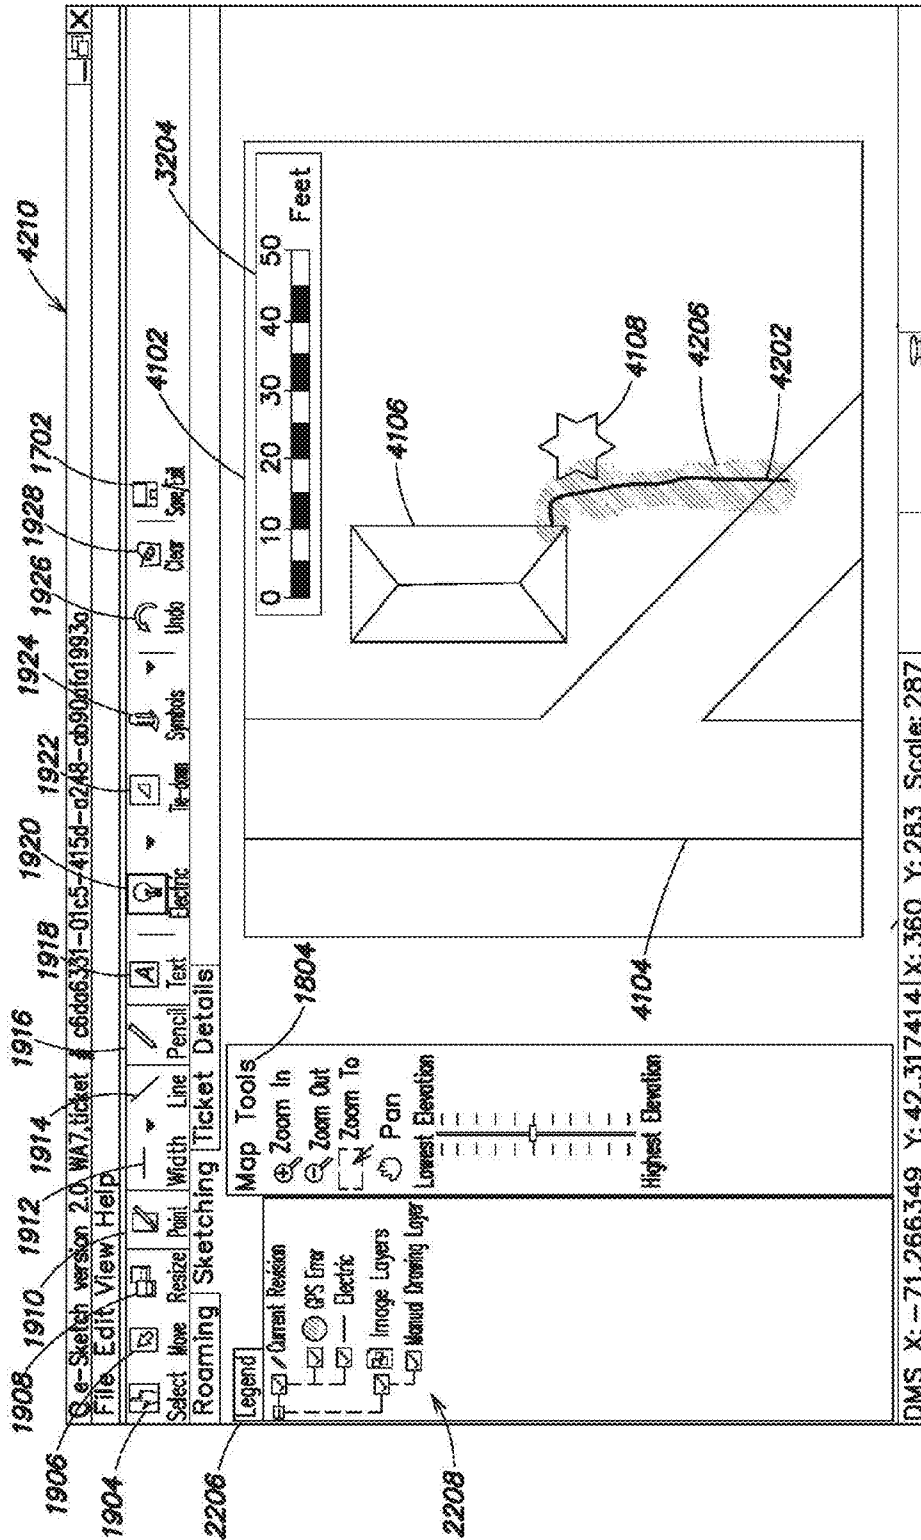 4210
e-Sketch version 2.0 WA7,ticket # c6da6331-01c5-415d-a248-ab90afa1993a
File Edit View Help
1904
1906
1908
1910
1912
1914
1916
1918
1920
1922
1924
1926
1928
1702
Select Move Resize Point Width Line Pencil Text Electric Tie-down Symbols Undo Clear Save/Exit
Roaming Sketching Ticket Details
2206
Legend
Current Revision
GPS Error
Electric
Image Layers
Manual Drawing Layer
2208
Map Tools
1804
Zoom In
Zoom Out
Zoom To
Pan
Lowest Elevation
Highest Elevation
4102
3204
0 10 20 30 40 50
Feet
4106
4108
4206
4202
4104
DMS X: -71.266349 Y: 42.317414 X: 360 Y: 283 Scale: 287